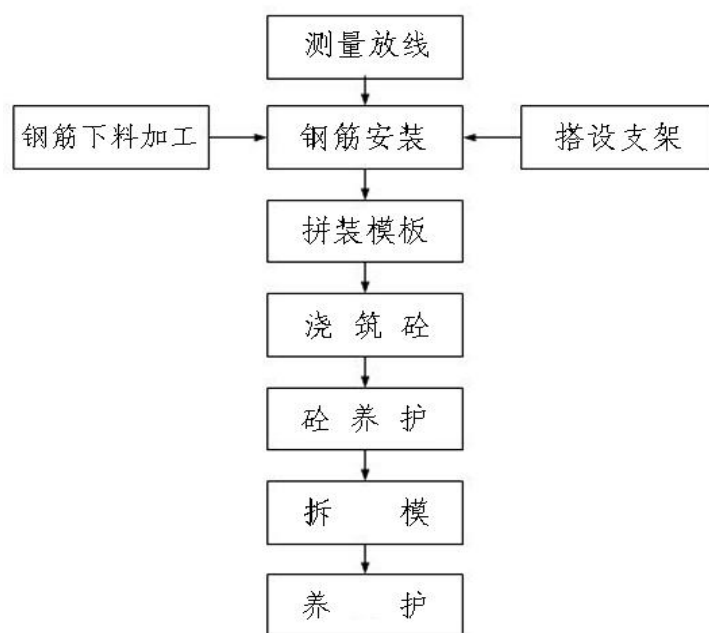 测量放线
钢筋下料加工
钢筋安装
搭设支架
拼装模板
浇筑砼
砼养护
拆模
养护